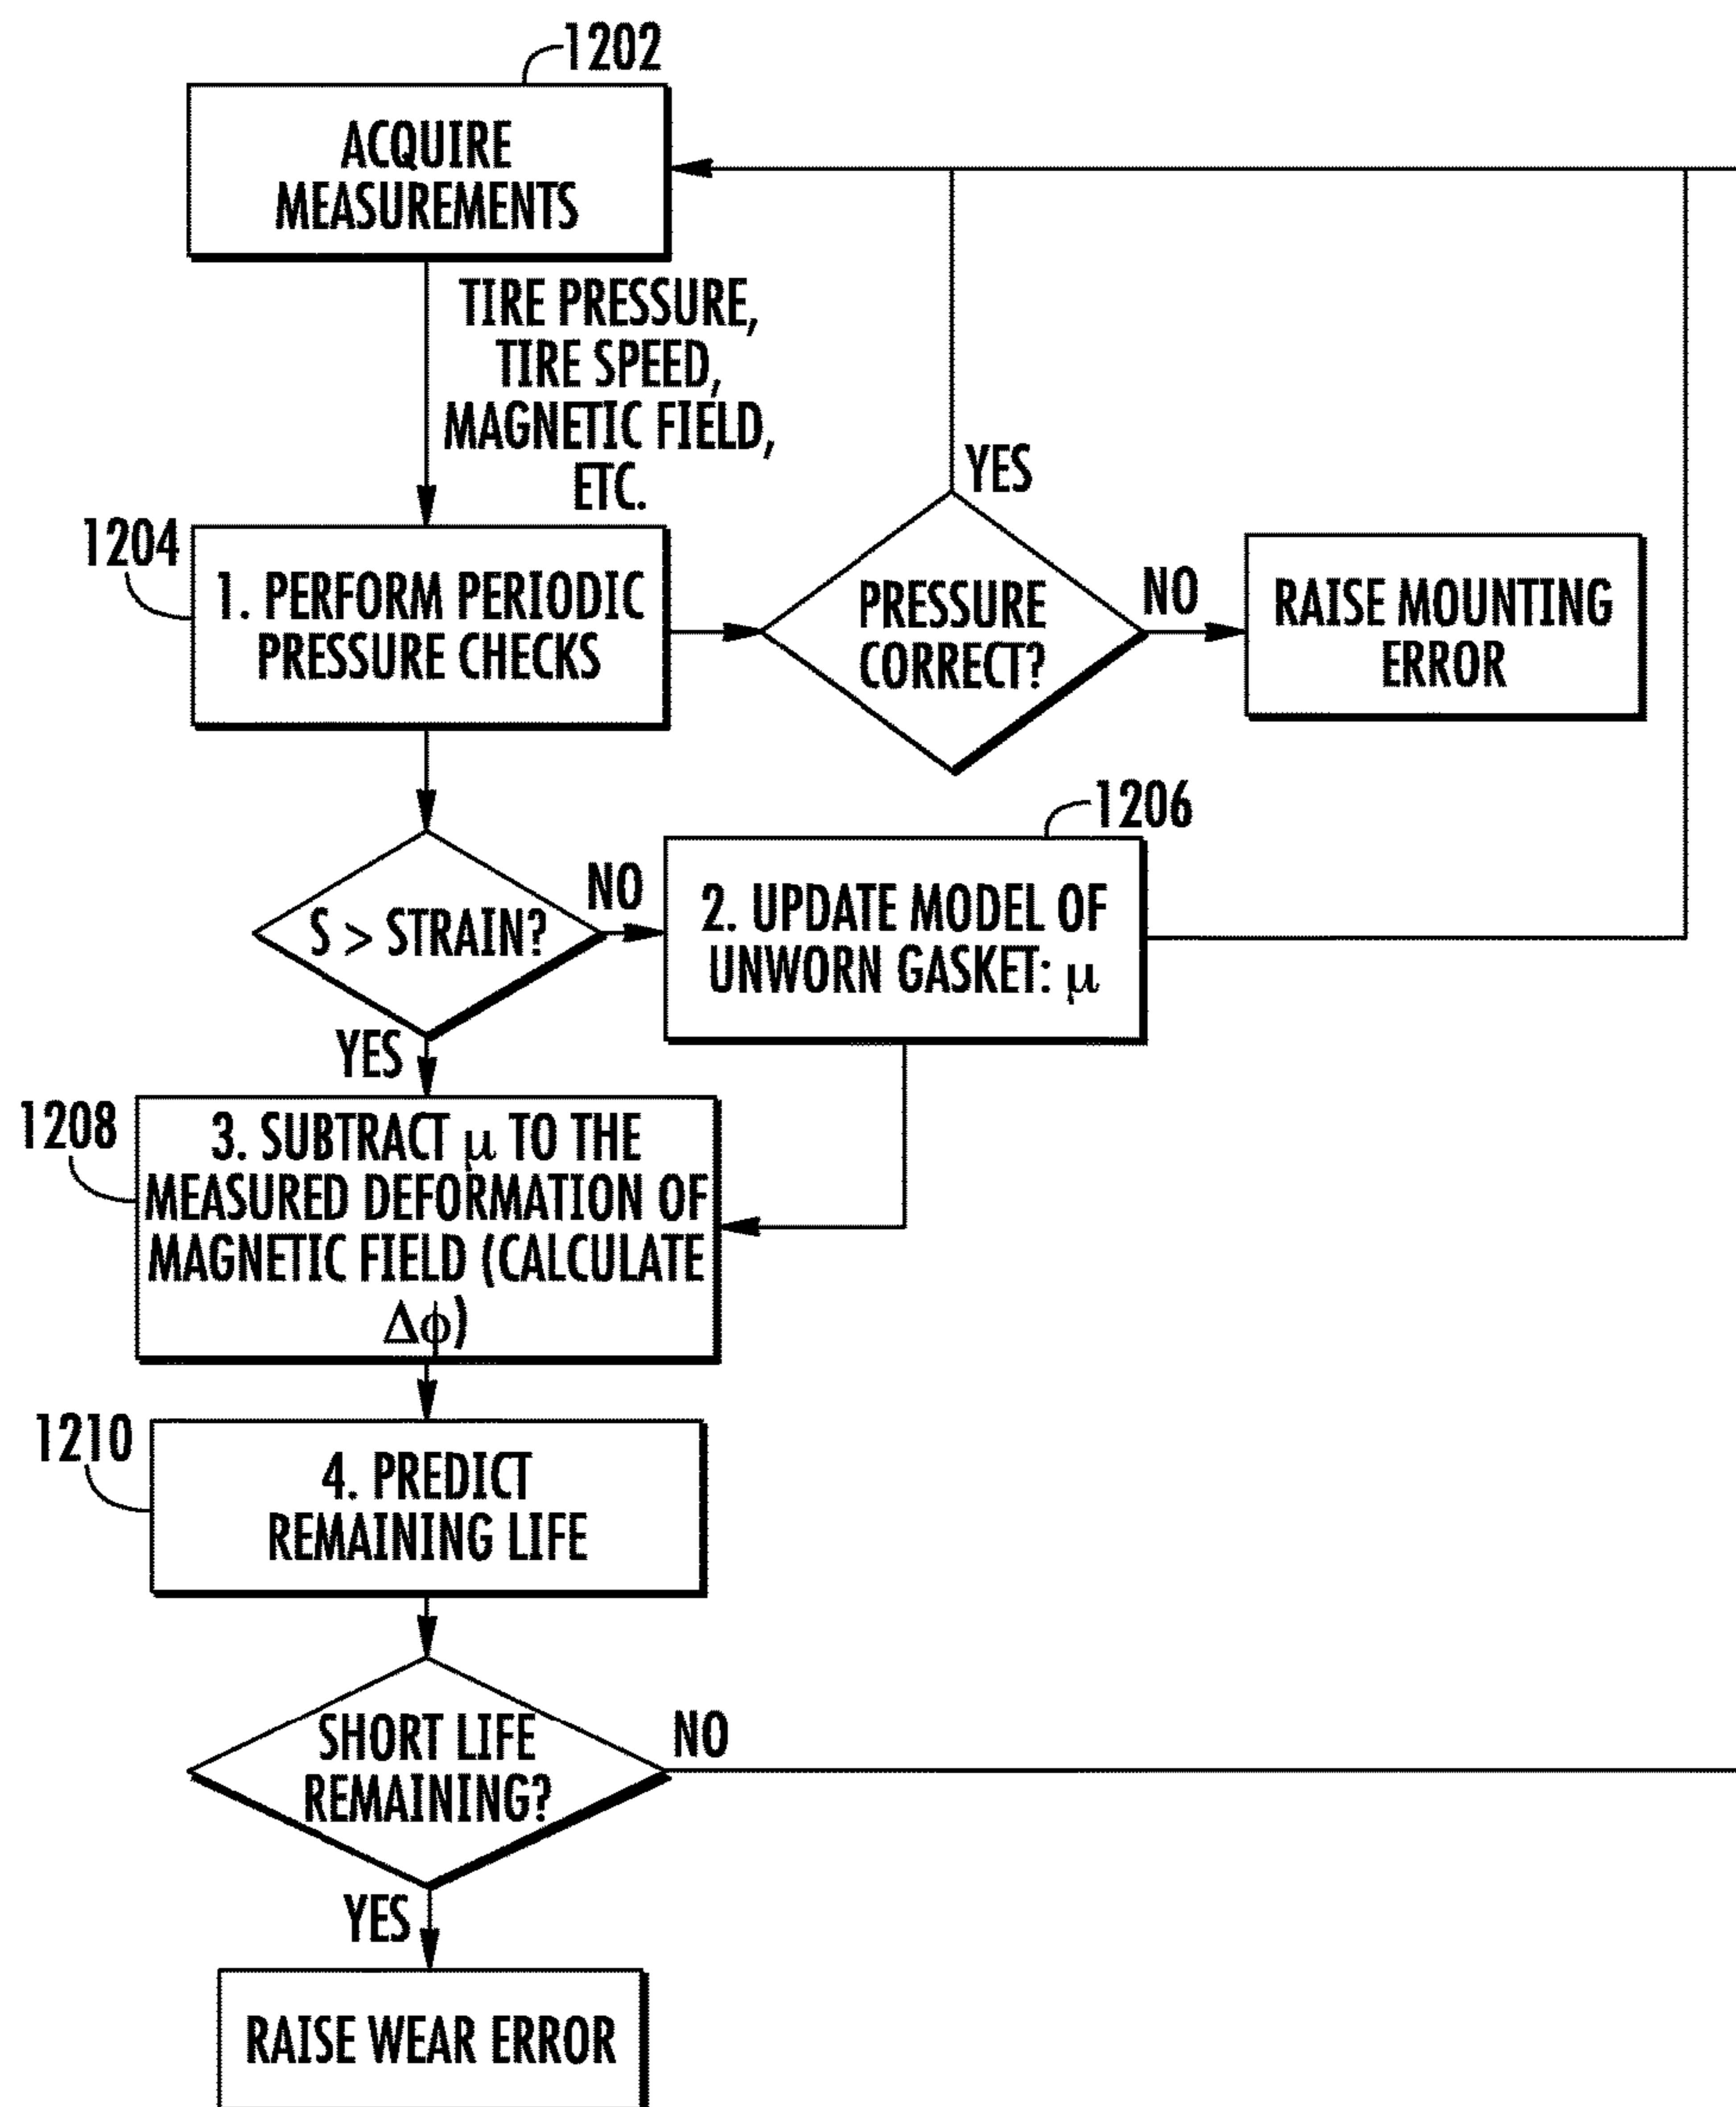 1202
ACQUIRE
MEASUREMENTS
TIRE PRESSURE,
TIRE SPEED,
MAGNETIC FIELD,
ETC.
1204
1. PERFORM PERIODIC
PRESSURE CHECKS
PRESSURE
CORRECT?
YES
NO
RAISE MOUNTING
ERROR
S > STRAIN?
NO
1206
2. UPDATE MODEL OF
UNWORN GASKET: μ
YES
1208
3. SUBTRACT μ TO THE
MEASURED DEFORMATION OF
MAGNETIC FIELD (CALCULATE
Δϕ)
1210
4. PREDICT
REMAINING LIFE
SHORT LIFE
REMAINING?
NO
YES
RAISE WEAR ERROR